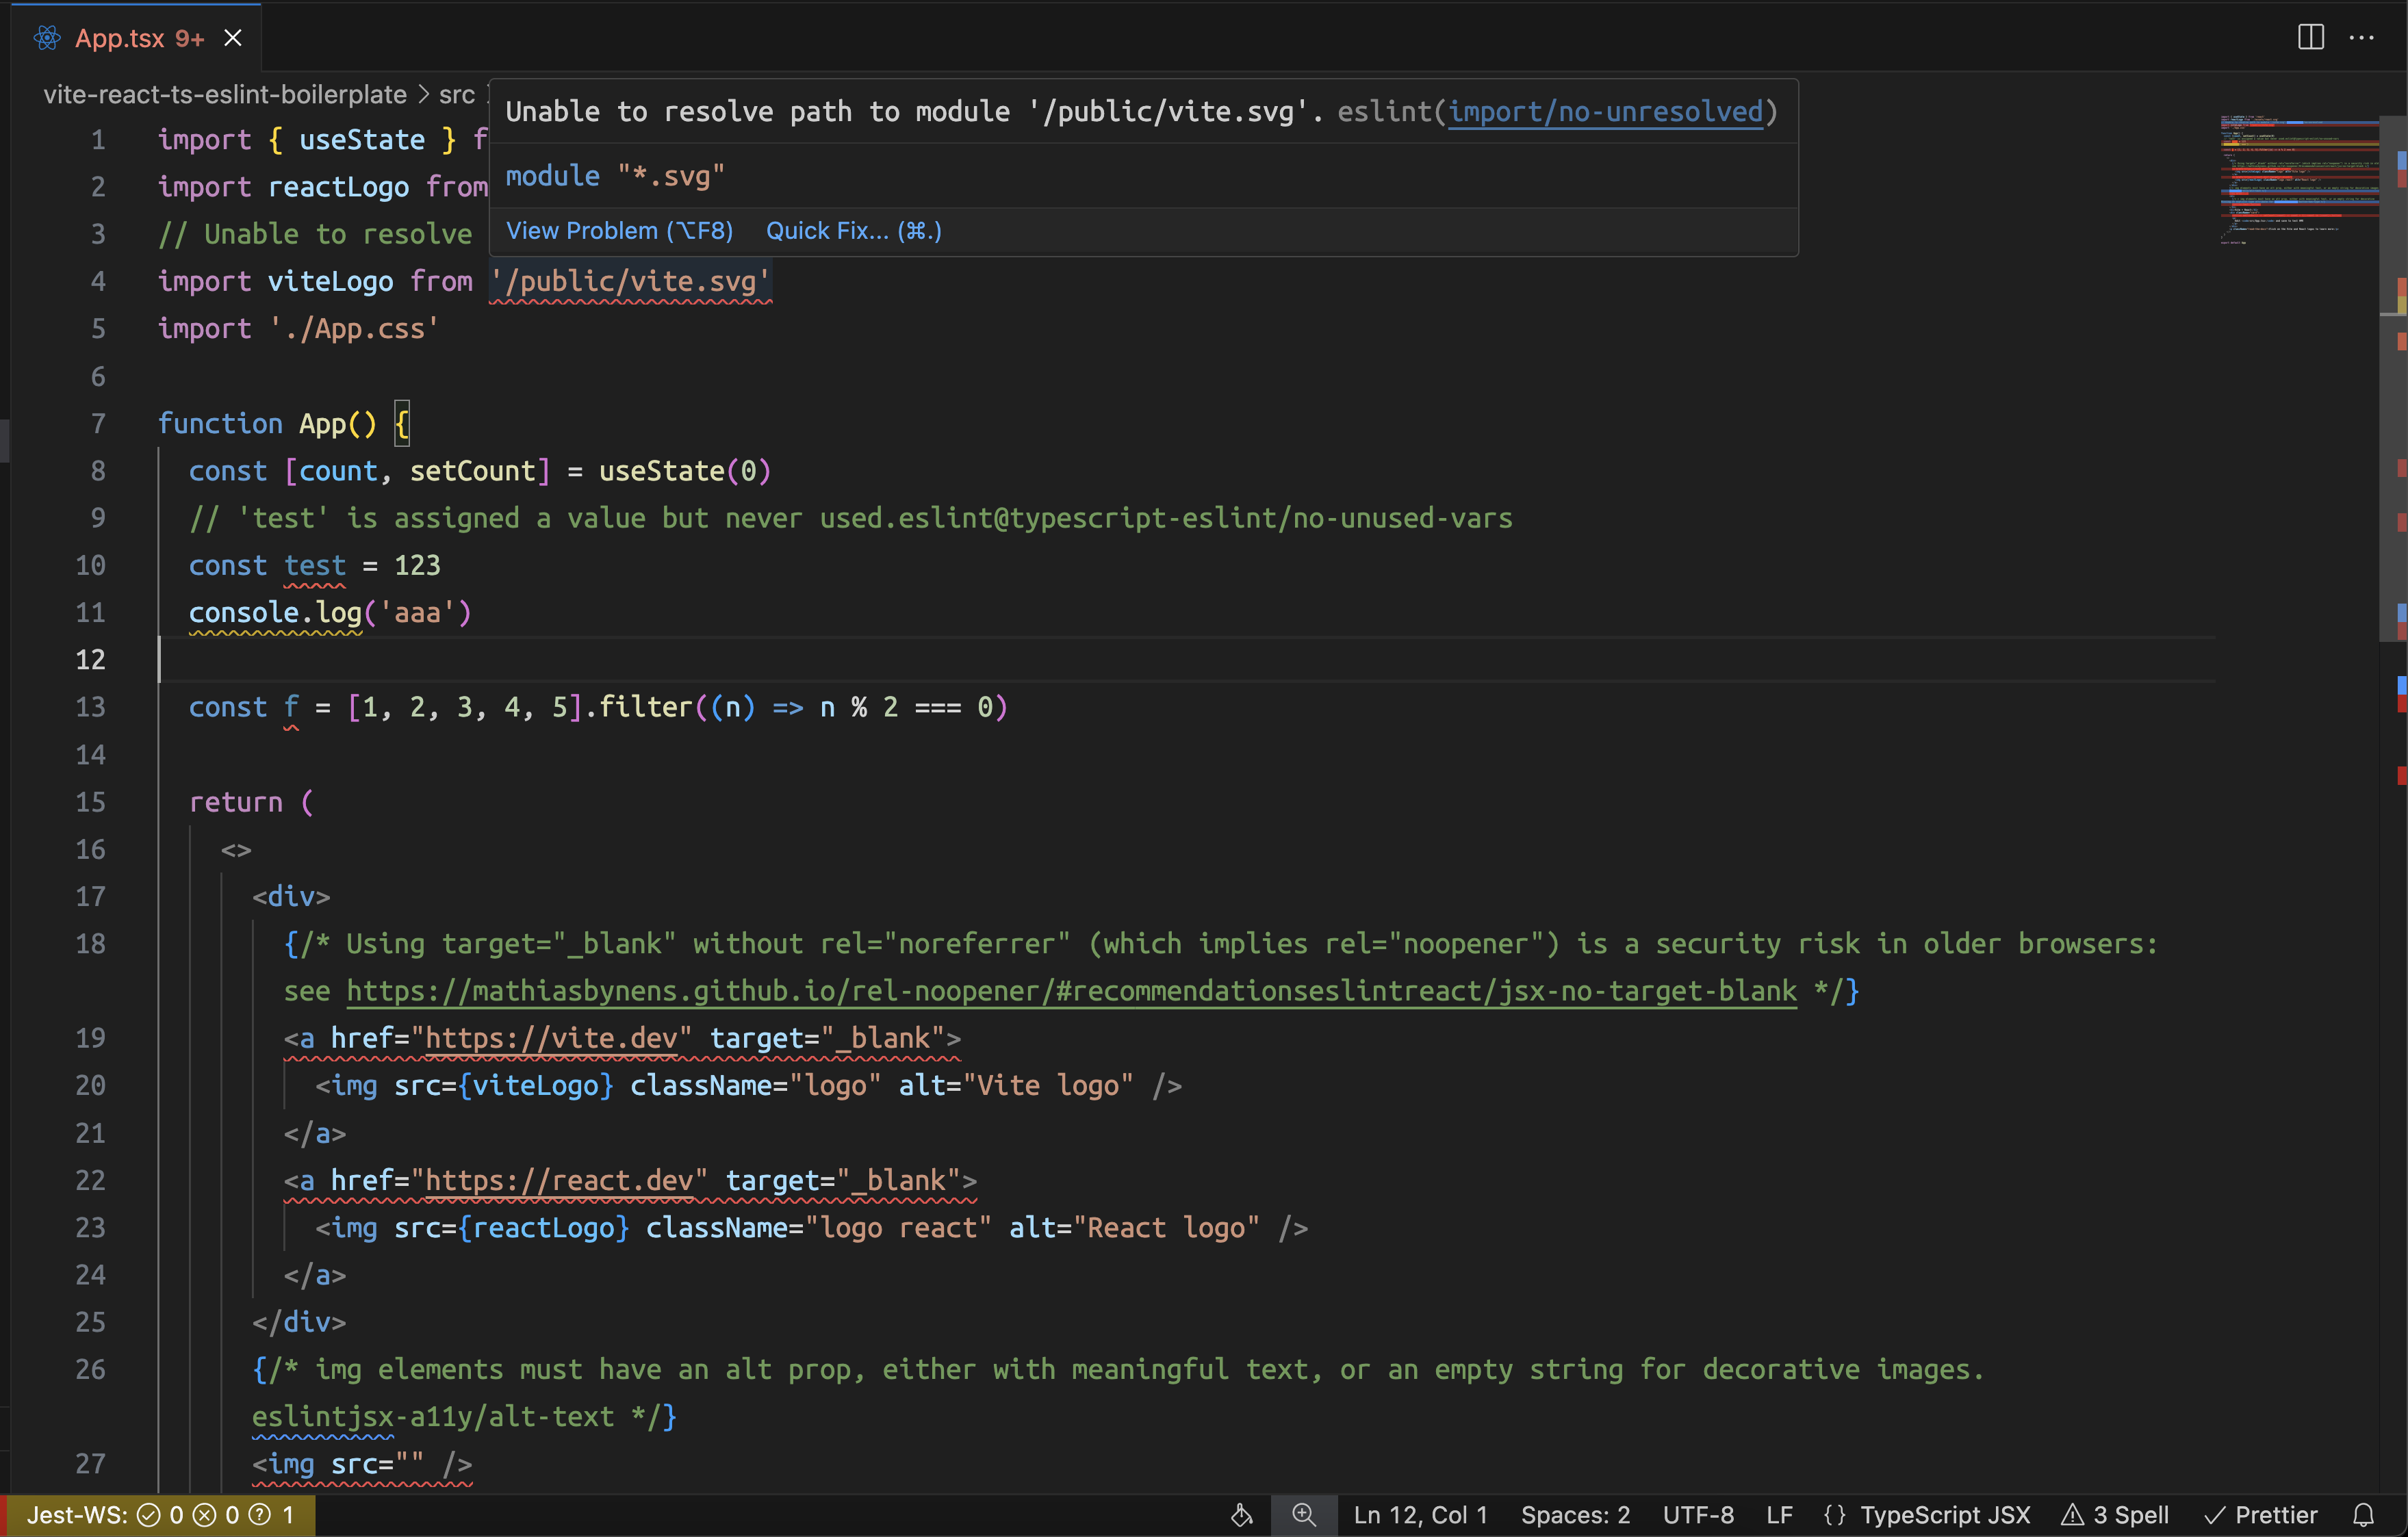 App.tsx 9+
vite-react-ts-eslint-boilerplate > src
Unable to resolve path to module '/public/vite.svg'. eslint(import/no-unresolved)
module "*.svg"
View Problem (⌥F8) Quick Fix... (⌘.)
1 import { useState } f
2 import reactLogo from
3 // Unable to resolve
4 import viteLogo from '/public/vite.svg'
5 import './App.css'
6
7 function App() {
8 const [count, setCount] = useState(0)
9 // 'test' is assigned a value but never used.eslint@typescript-eslint/no-unused-vars
10 const test = 123
11 console.log('aaa')
12
13 const f = [1, 2, 3, 4, 5].filter((n) => n % 2 === 0)
14
15 return (
16 <>
17 <div>
18 {/* Using target="_blank" without rel="noreferrer" (which implies rel="noopener") is a security risk in older browsers:
see https://mathiasbynens.github.io/rel-noopener/#recommendationseslintreact/jsx-no-target-blank */}
19 <a href="https://vite.dev" target="_blank">
20 <img src={viteLogo} className="logo" alt="Vite logo" />
21 </a>
22 <a href="https://react.dev" target="_blank">
23 <img src={reactLogo} className="logo react" alt="React logo" />
24 </a>
25 </div>
26 {/* img elements must have an alt prop, either with meaningful text, or an empty string for decorative images.
eslintjsx-a11y/alt-text */}
27 <img src="" />
Jest-WS: 0 0 1 Ln 12, Col 1 Spaces: 2 UTF-8 LF {} TypeScript JSX 3 Spell Prettier